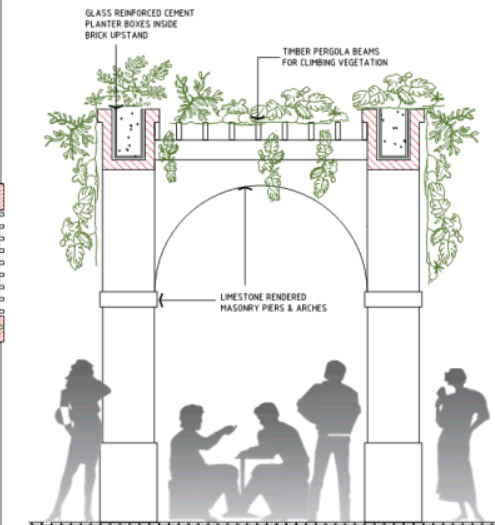 GLASS REINFORCED CEMENT
PLANTER BOXES INSIDE
BRICK UPSTAND
TIMBER PERGOLA BEAMS
FOR CLIMBING VEGETATION
LIMESTONE RENDERED
MASONRY PIERS & ARCHES